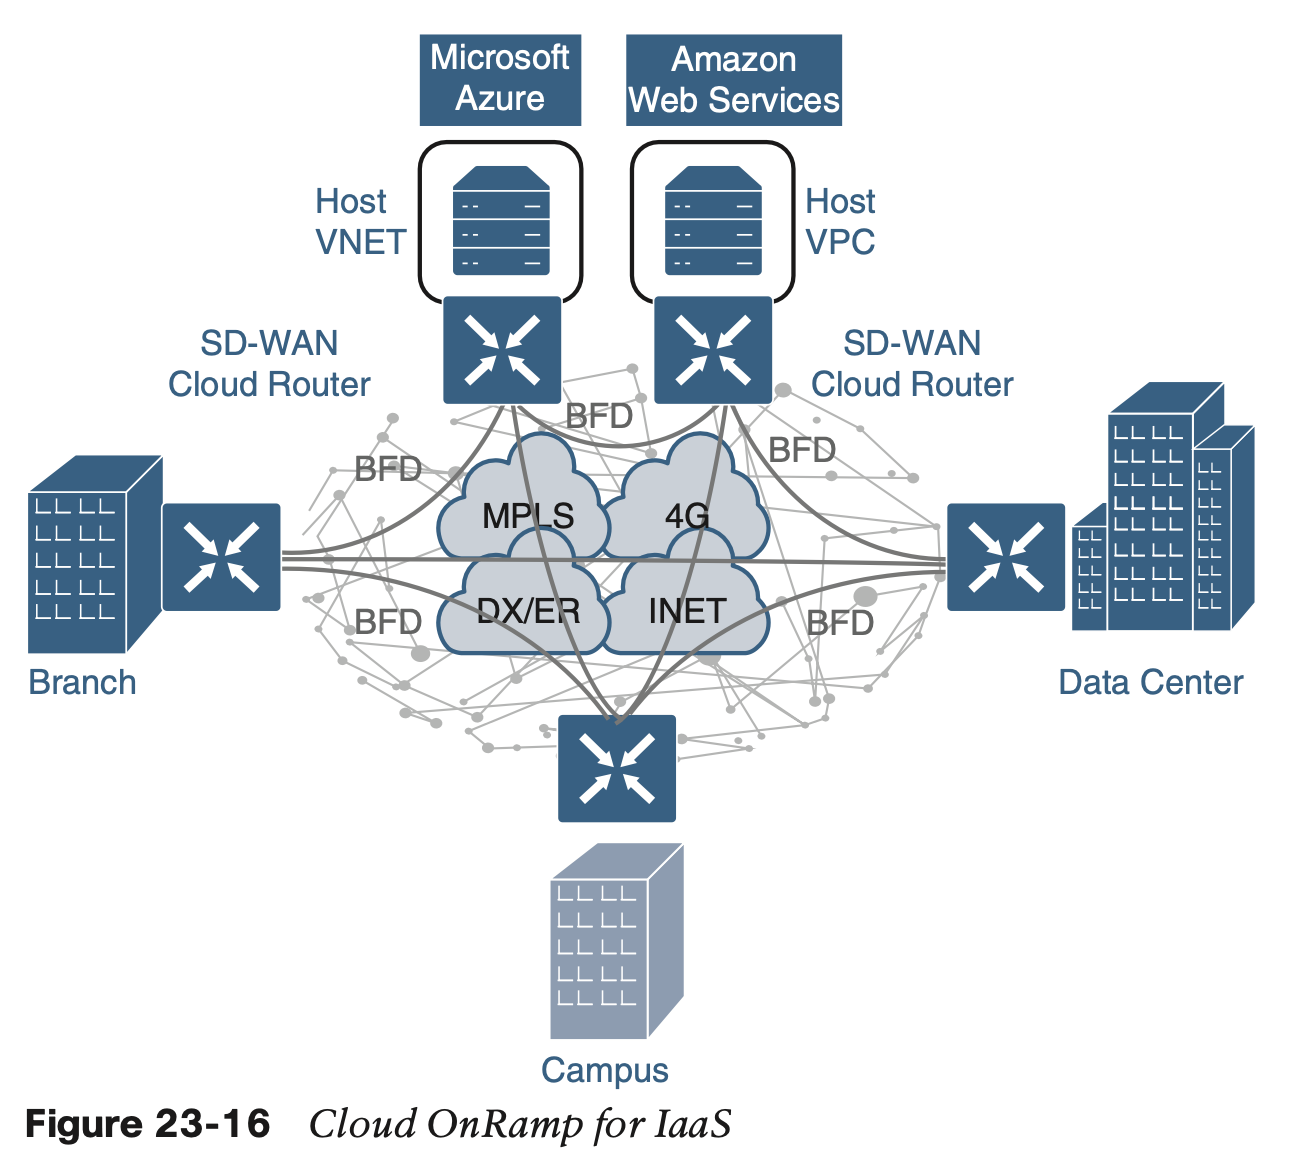 Microsoft
Azure
Amazon
Web Services
Host
VNET
Host
VPC
SD-WAN
Cloud Router
SD-WAN
Cloud Router
BFD
BFD
BFD
MPLS
4G
DX/ER
INET
BFD
BFD
Branch
Data Center
Campus
Figure 23-16 Cloud OnRamp for IaaS